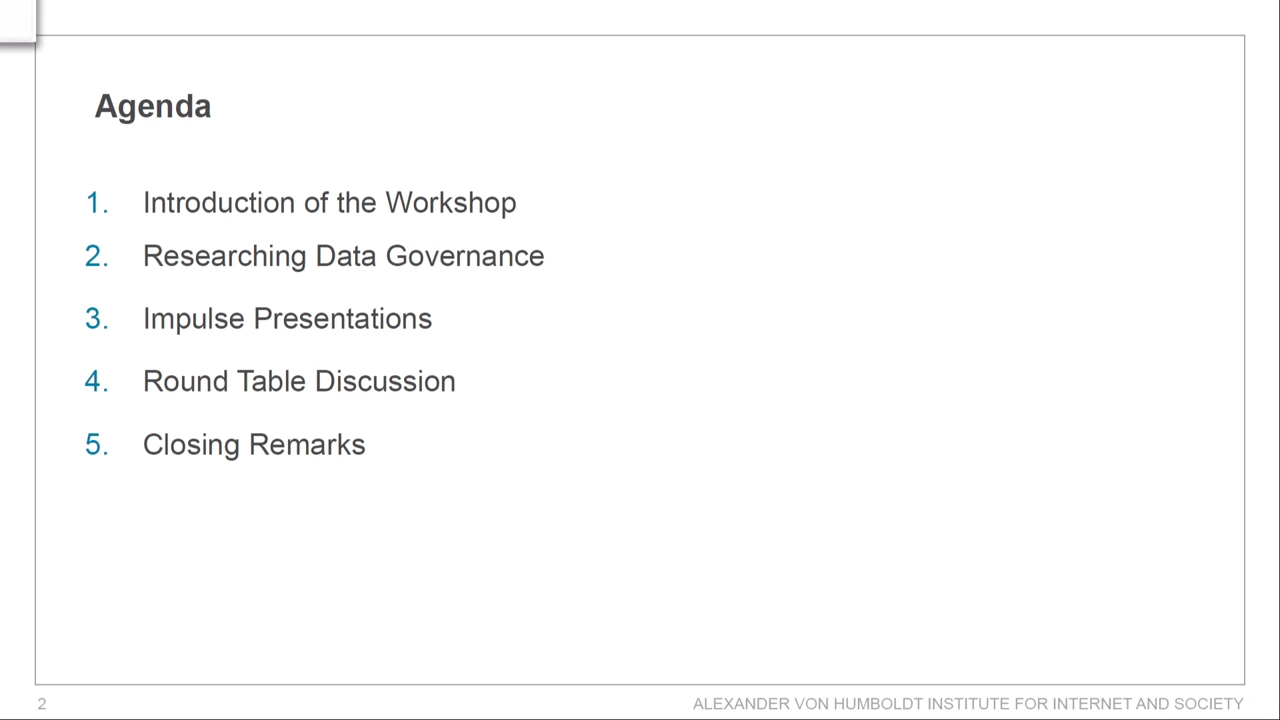 Agenda
1. Introduction of the Workshop
2. Researching Data Governance
3. Impulse Presentations
4. Round Table Discussion
5. Closing Remarks
2
ALEXANDER VON HUMBOLDT INSTITUTE FOR INTERNET AND SOCIETY